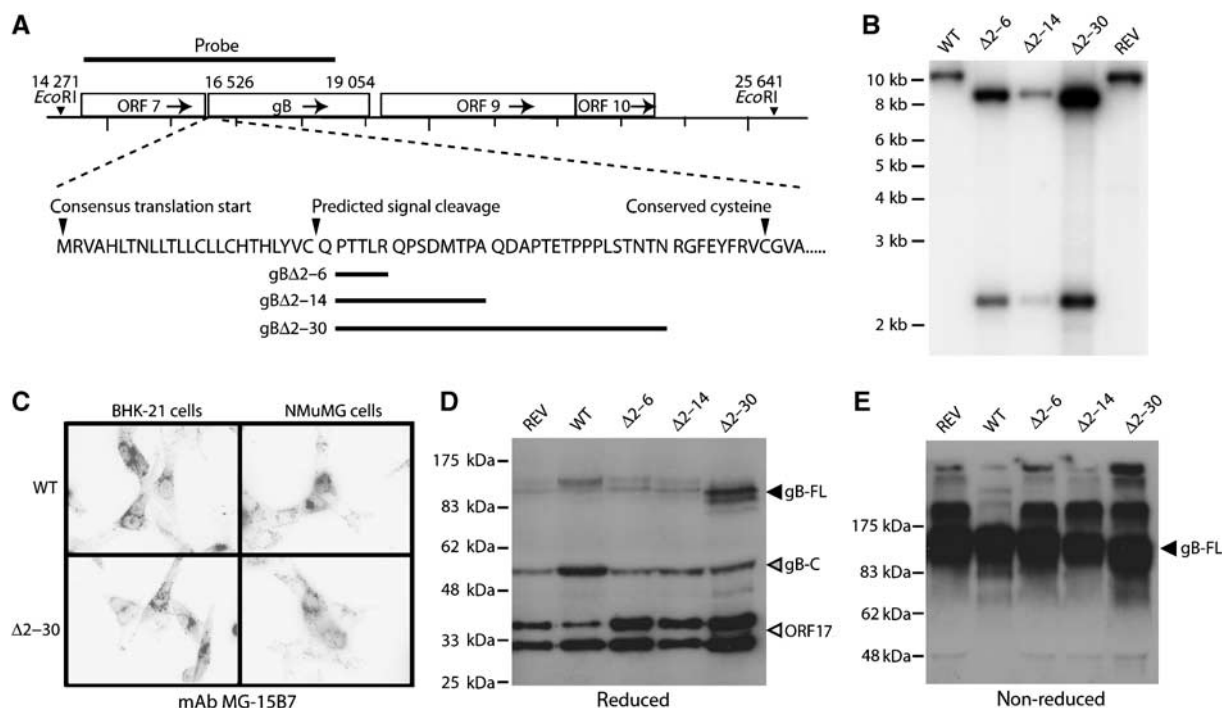 A
Probe
14 271
16 526
19 054
25 641
EcoRI
EcoRI
ORF 7
gB
ORF 9
ORF 10
Consensus translation start
Predicted signal cleavage
Conserved cysteine
MRVAHLTNLLTLLCLLCHTHLYVC Q PTTLR QPSDMTPA QDAPTETPPPLSTNTN RGFEYFRVCGVA.....
gBΔ2–6
gBΔ2–14
gBΔ2–30
B
WT
Δ2–6
Δ2–14
Δ2–30
REV
10 kb
8 kb
6 kb
5 kb
4 kb
3 kb
2 kb
C
BHK-21 cells
NMuMG cells
WT
Δ2–30
mAb MG-15B7
D
REV
WT
Δ2–6
Δ2–14
Δ2–30
175 kDa
83 kDa
62 kDa
48 kDa
33 kDa
25 kDa
gB-FL
gB-C
ORF17
Reduced
E
REV
WT
Δ2–6
Δ2–14
Δ2–30
175 kDa
83 kDa
62 kDa
48 kDa
gB-FL
Non-reduced